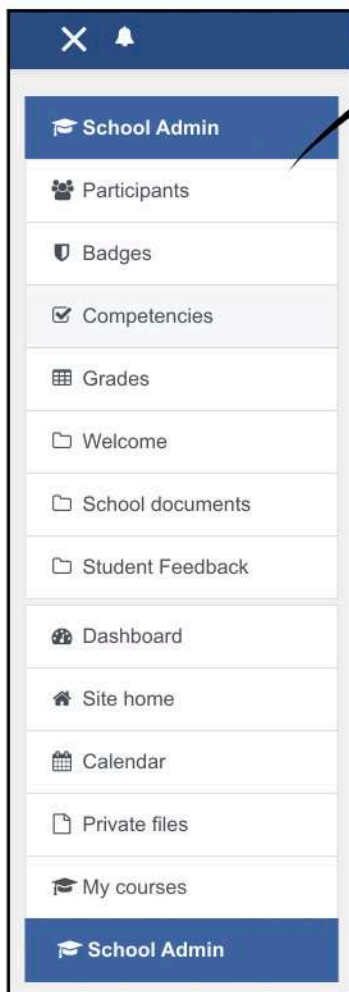 School Admin
Participants
Badges
Competencies
Grades
Welcome
School documents
Student Feedback
Dashboard
Site home
Calendar
Private files
My courses
School Admin